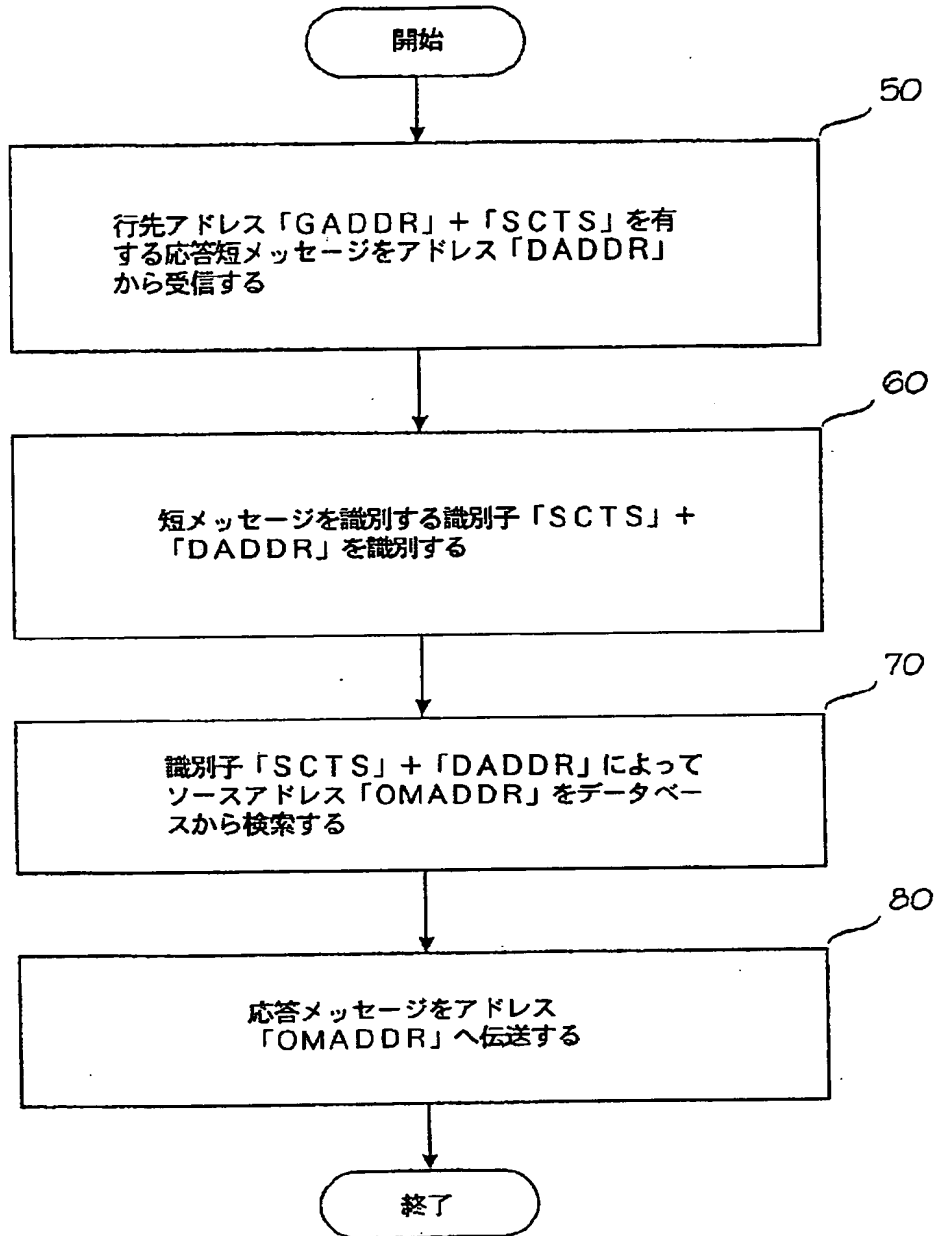 開始
50
行先アドレス「GADDR」+「SCTS」を有
する応答短メッセージをアドレス「DADDR」
から受信する
60
短メッセージを識別する識別子「SCTS」+
「DADDR」を識別する
70
識別子「SCTS」+「DADDR」によって
ソースアドレス「OMADDR」をデータベー
スから検索する
80
応答メッセージをアドレス
「OMADDR」へ伝送する
終了